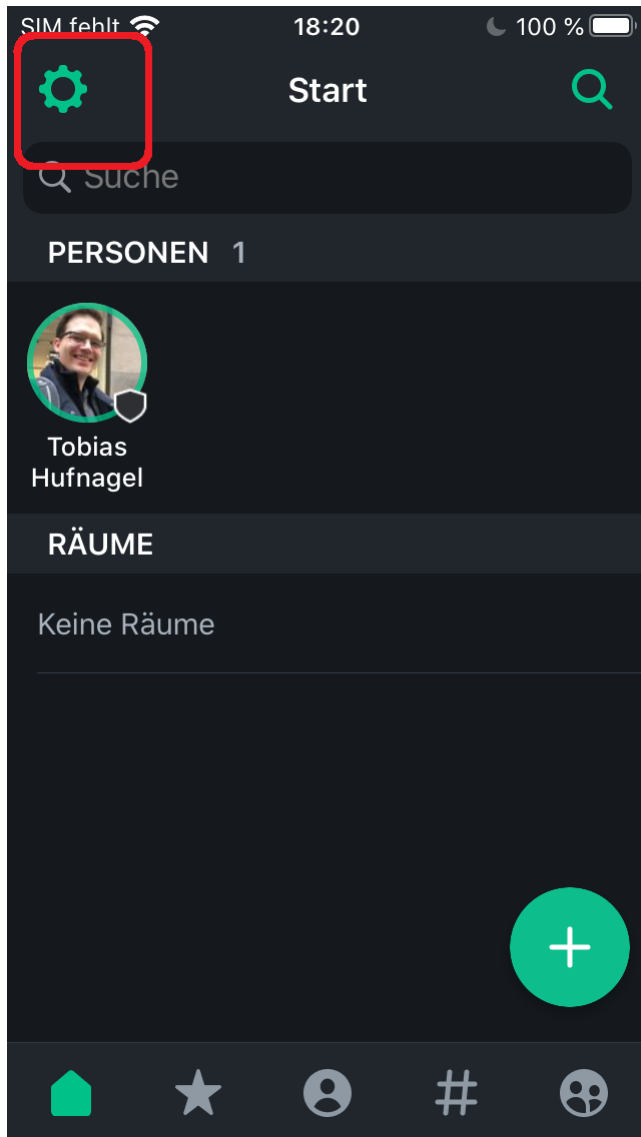 SIM fehlt 18:20 100 %
Start
Suche
PERSONEN 1
Tobias
Hufnagel
RÄUME
Keine Räume